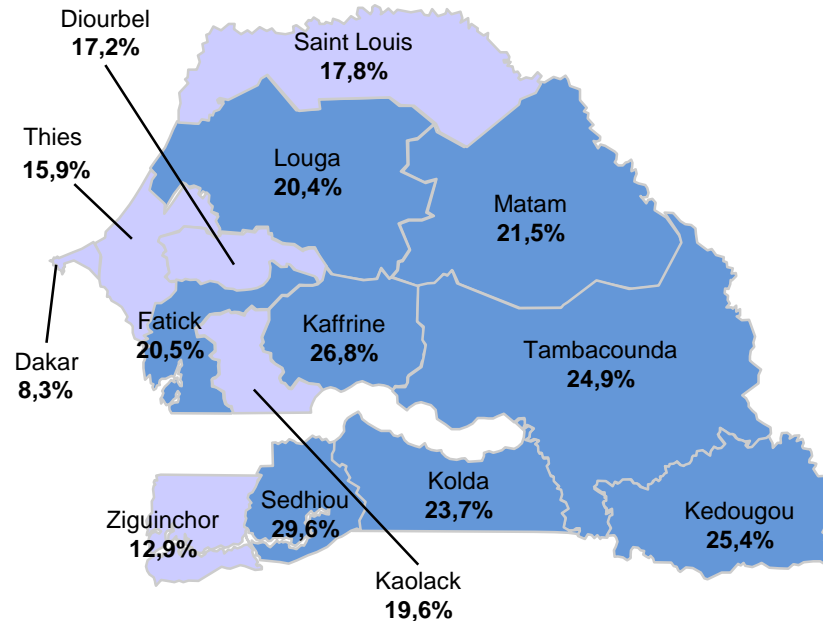 Diourbel
17,2%
Saint Louis
17,8%
Thies
15,9%
Louga
20,4%
Matam
21,5%
Fatick
20,5%
Kaffrine
26,8%
Tambacounda
24,9%
Dakar
8,3%
Kolda
23,7%
Sedhiou
29,6%
Ziguinchor
12,9%
Kedougou
25,4%
Kaolack
19,6%